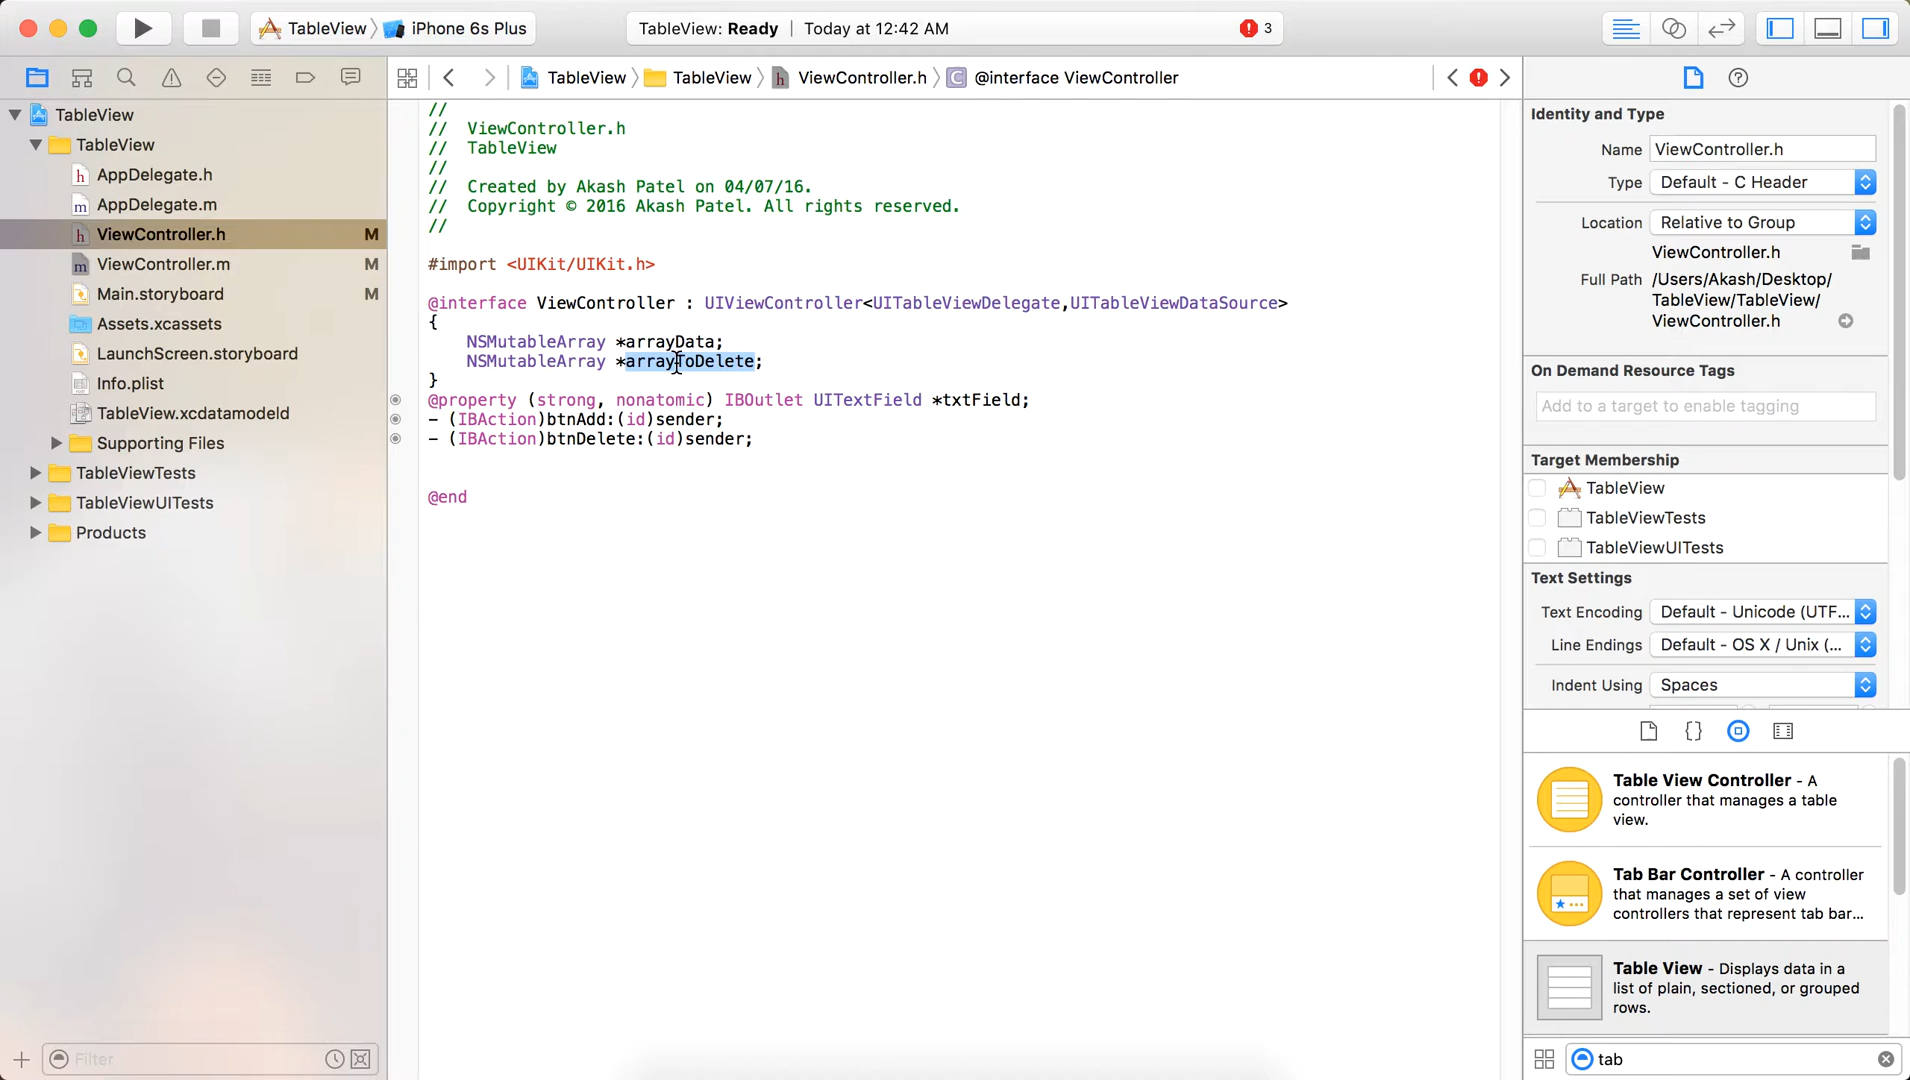 TableView
iPhone 6s Plus
TableView: Ready
Today at 12:42 AM
3
TableView
TableView
ViewController.h
@interface ViewController
TableView
TableView
AppDelegate.h
AppDelegate.m
ViewController.h M
ViewController.m M
Main.storyboard M
Assets.xcassets
LaunchScreen.storyboard
Info.plist
TableView.xcdatamodeld
Supporting Files
TableViewTests
TableViewUITests
Products
Filter
//
// ViewController.h
// TableView
//
// Created by Akash Patel on 04/07/16.
// Copyright © 2016 Akash Patel. All rights reserved.
//
#import <UIKit/UIKit.h>
@interface ViewController : UIViewController<UITableViewDelegate,UITableViewDataSource>
{
NSMutableArray *arrayData;
NSMutableArray *arrayToDelete;
}
@property (strong, nonatomic) IBOutlet UITextField *txtField;
- (IBAction)btnAdd:(id)sender;
- (IBAction)btnDelete:(id)sender;
@end
Identity and Type
Name ViewController.h
Type Default - C Header
Location Relative to Group
ViewController.h
Full Path /Users/Akash/Desktop/
TableView/TableView/
ViewController.h
On Demand Resource Tags
Add to a target to enable tagging
Target Membership
TableView
TableViewTests
TableViewUITests
Text Settings
Text Encoding Default - Unicode (UTF...
Line Endings Default - OS X / Unix (...
Indent Using Spaces
Table View Controller - A
controller that manages a table
view.
Tab Bar Controller - A controller
that manages a set of view
controllers that represent tab bar...
Table View - Displays data in a
list of plain, sectioned, or grouped
rows.
tab